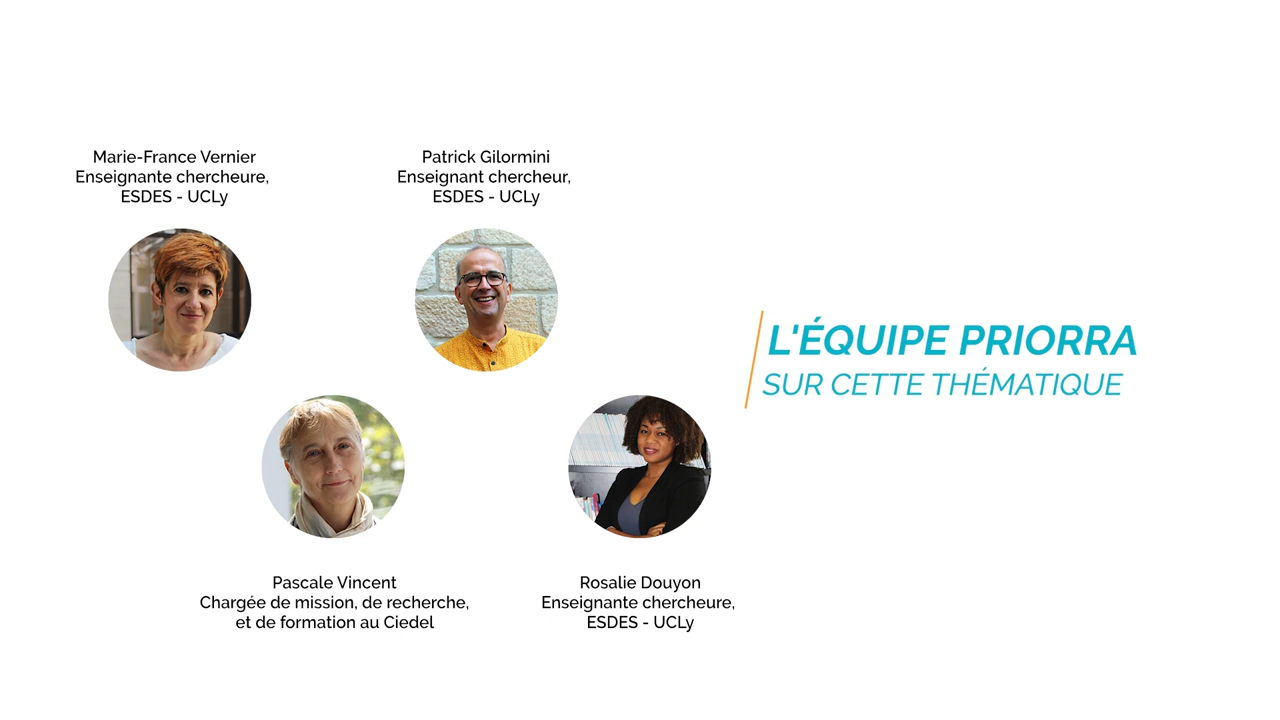 Marie-France Vernier
Enseignante chercheure,
ESDES - UCLy
Patrick Gilormini
Enseignant chercheur,
ESDES - UCLy
L'ÉQUIPE PRIORRA
SUR CETTE THÉMATIQUE
Pascale Vincent
Chargée de mission, de recherche,
et de formation au Ciedel
Rosalie Douyon
Enseignante chercheure,
ESDES - UCLy